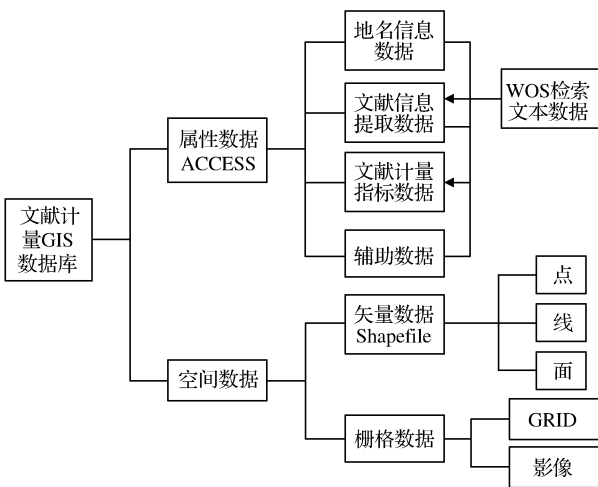 地名信息
数据
文献信息
提取数据
WOS检索
文本数据
属性数据
ACCESS
文献计量
指标数据
辅助数据
文献计
量GIS
数据库
点
矢量数据
Shapefile
线
面
空间数据
栅格数据
GRID
影像